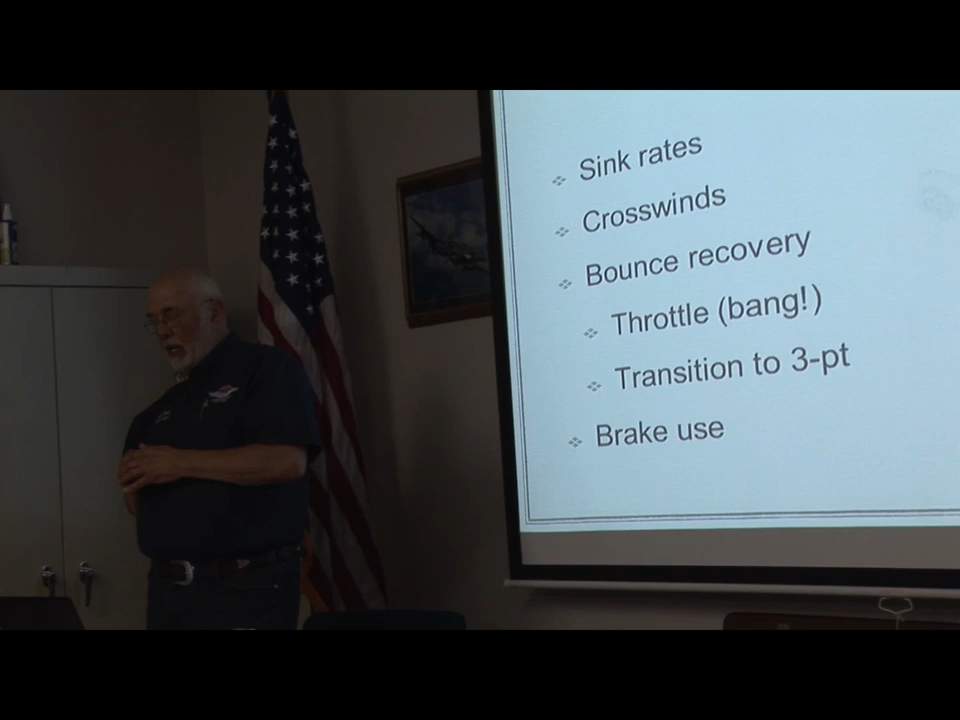 Sink rates
Crosswinds
Bounce recovery
Throttle (bang!)
Transition to 3-pt
Brake use